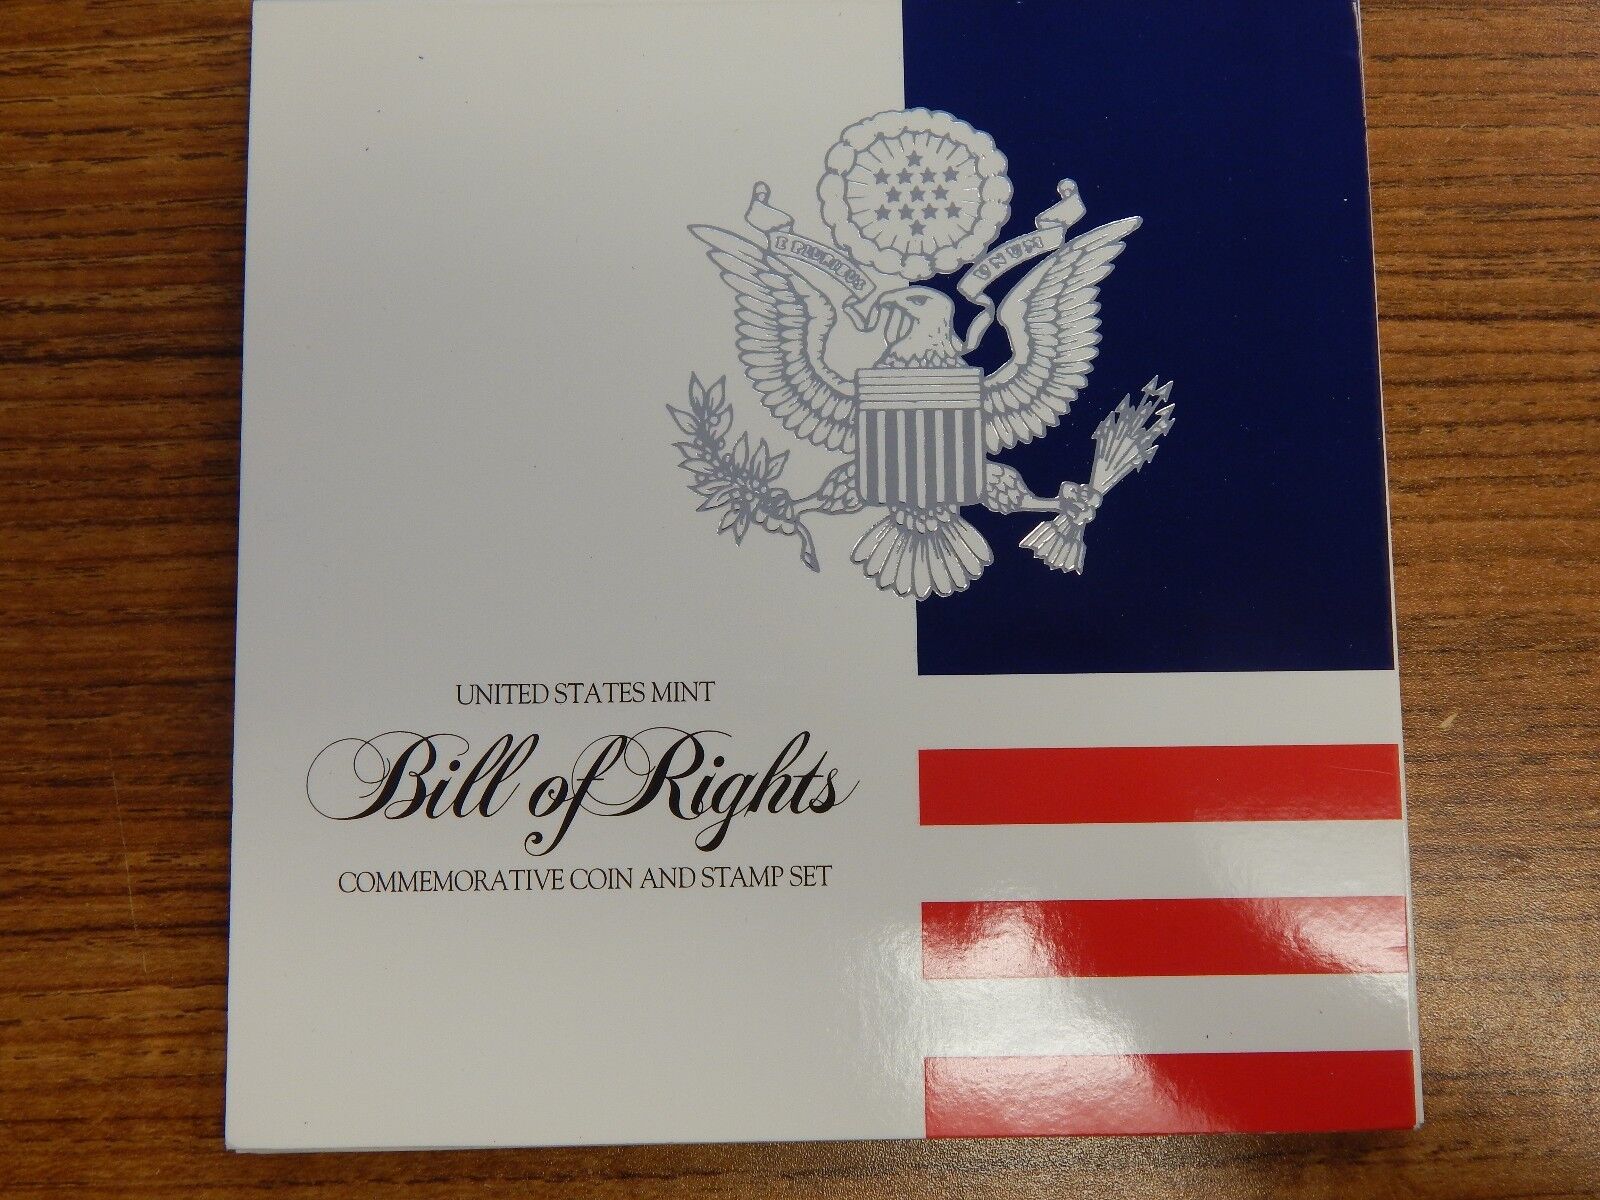 E PLURIBUS UNUM
UNITED STATES MINT
Bill of Rights
COMMEMORATIVE COIN AND STAMP SET